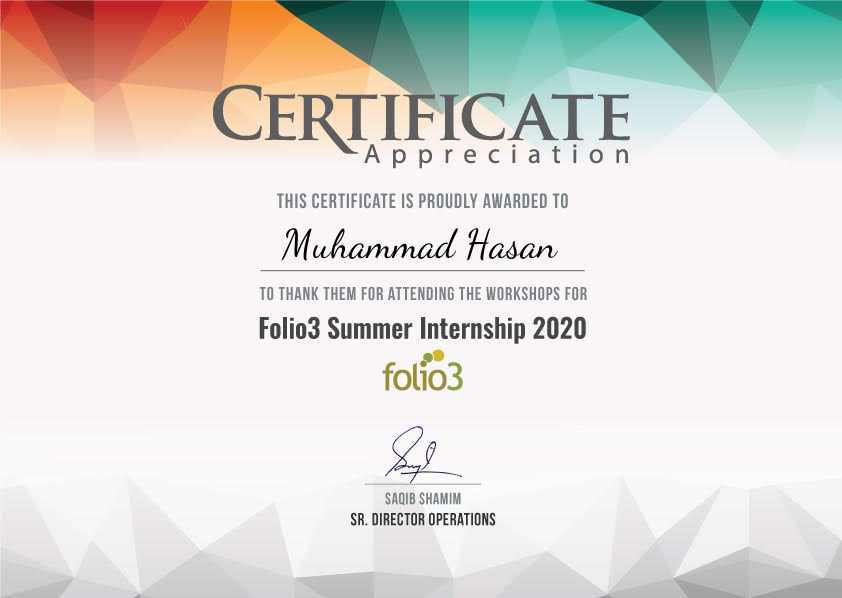 CERTIFICATE
Appreciation
THIS CERTIFICATE IS PROUDLY AWARDED TO
Muhammad Hasan
TO THANK THEM FOR ATTENDING THE WORKSHOPS FOR
Folio3 Summer Internship 2020
folio3
SAQIB SHAMIM
SR. DIRECTOR OPERATIONS